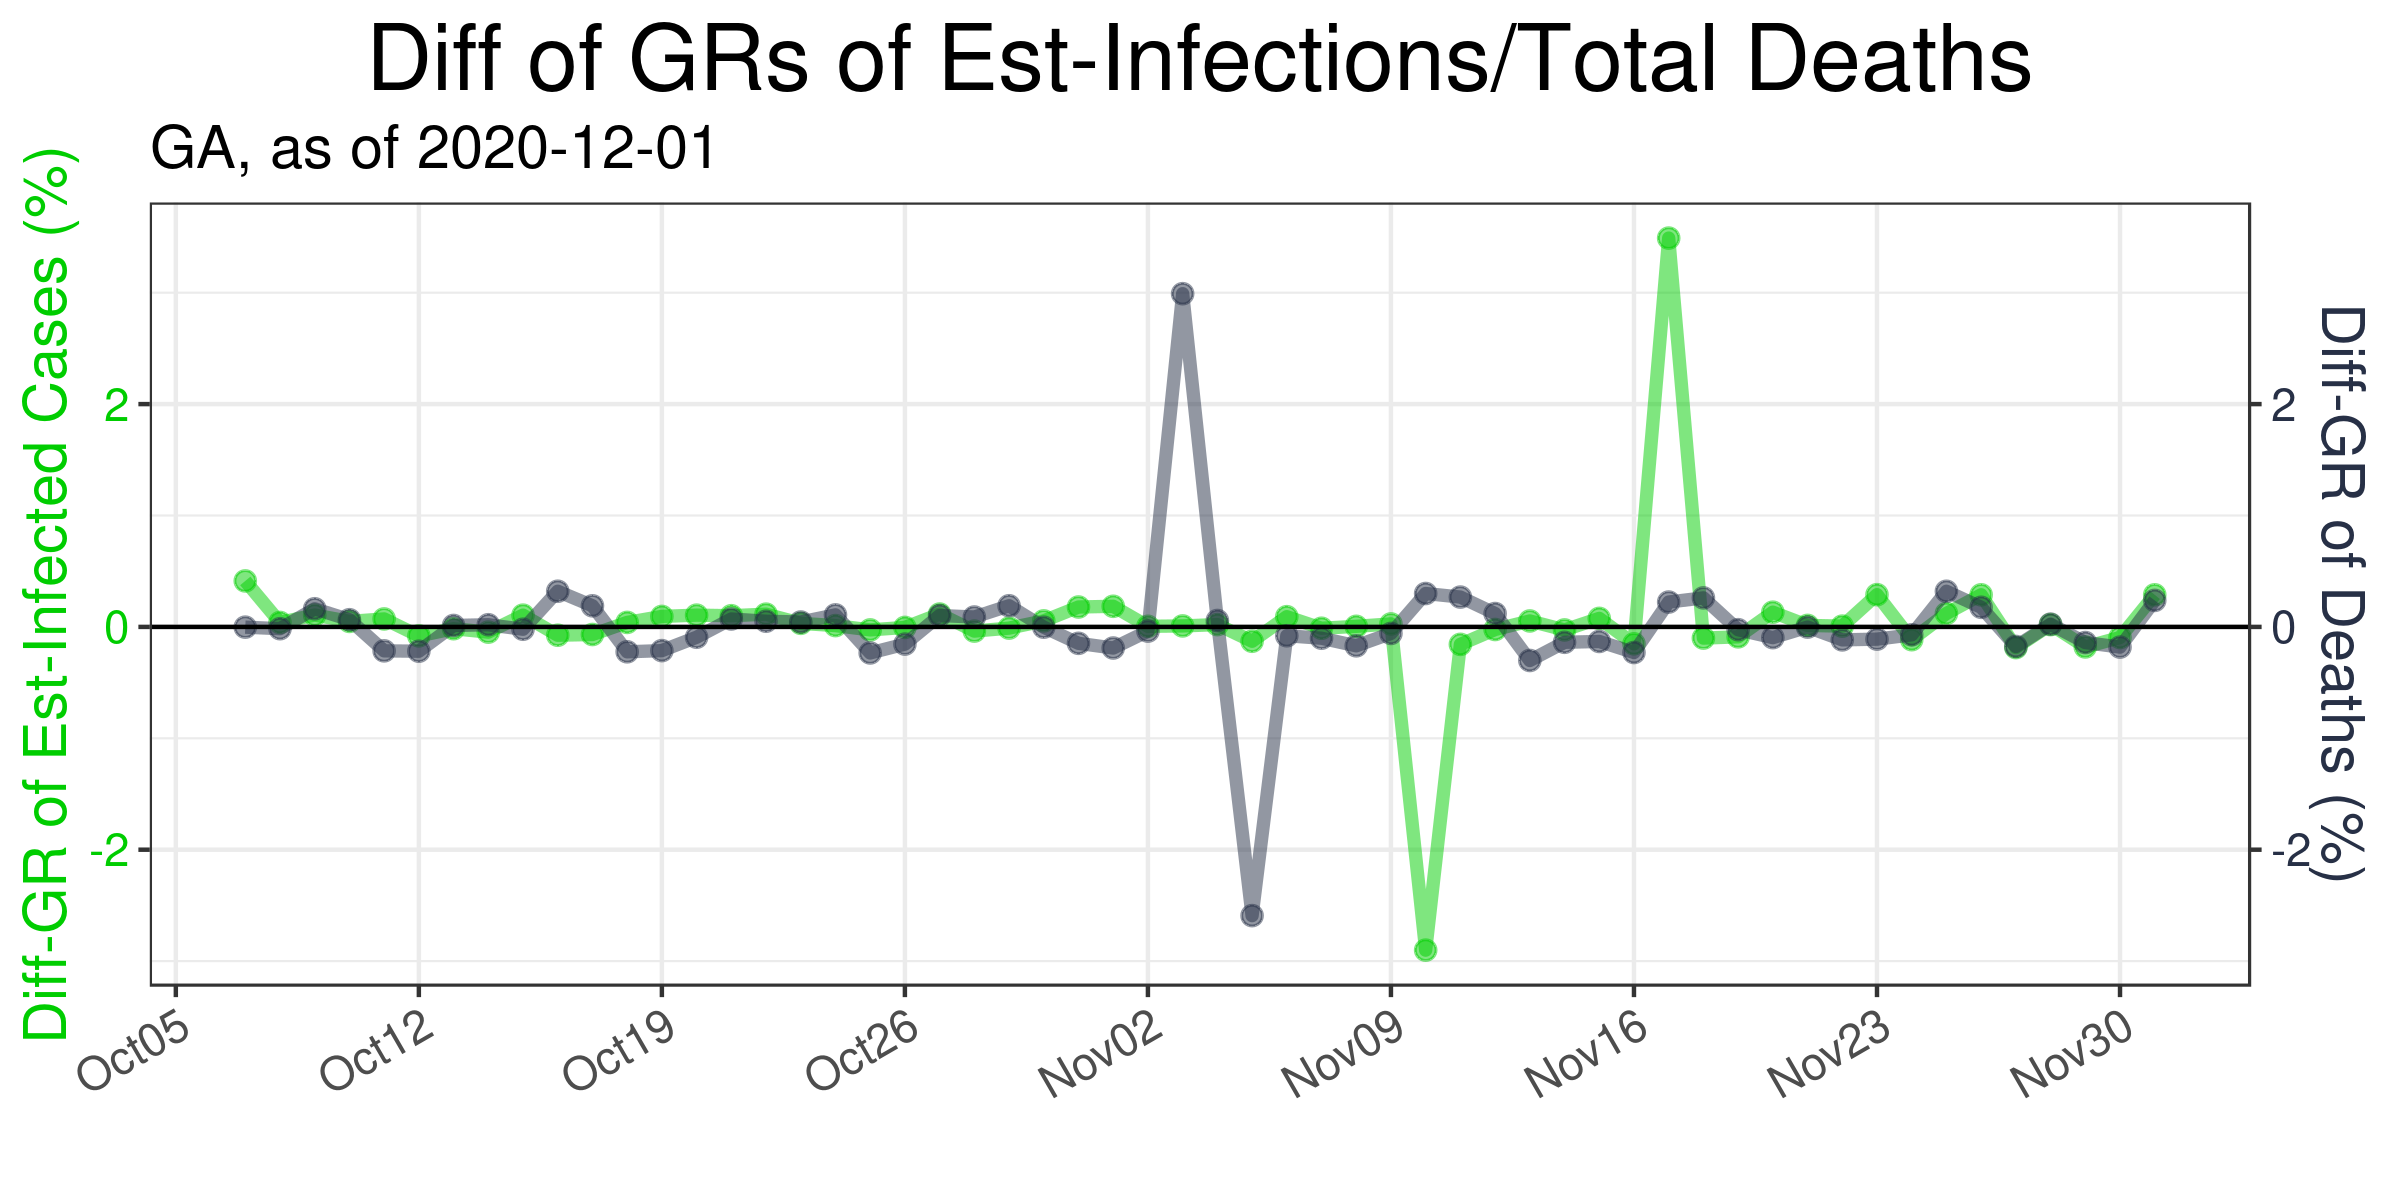 Diff of GRs of Est-Infections/Total Deaths
GA, as of 2020-12-01
Diff-GR of Est-Infected Cases (%)
2
0
-2
2
0
-2
Diff-GR of Deaths (%)
Oct05
Oct12
Oct19
Oct26
Nov02
Nov09
Nov16
Nov23
Nov30